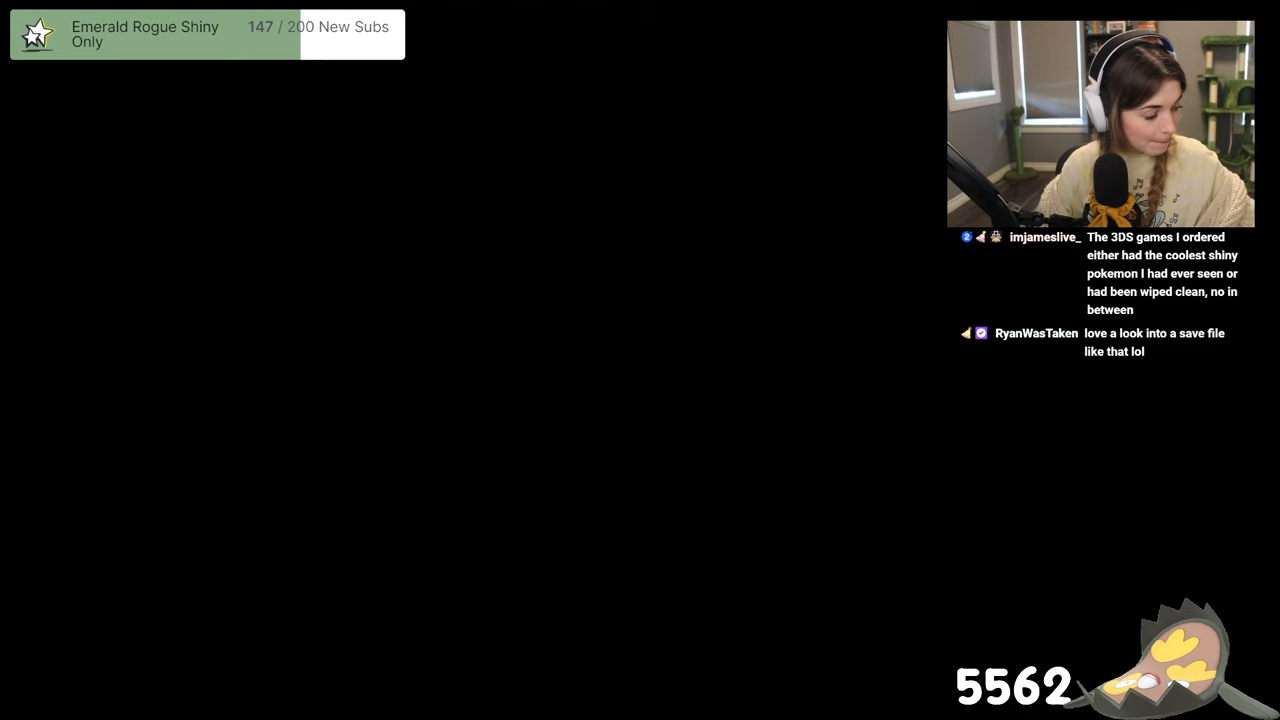 Emerald Rogue Shiny Only
147 / 200 New Subs
2 imjameslive_ The 3DS games I ordered
either had the coolest shiny
pokemon I had ever seen or
had been wiped clean, no in
between
RyanWasTaken love a look into a save file
like that lol
5562